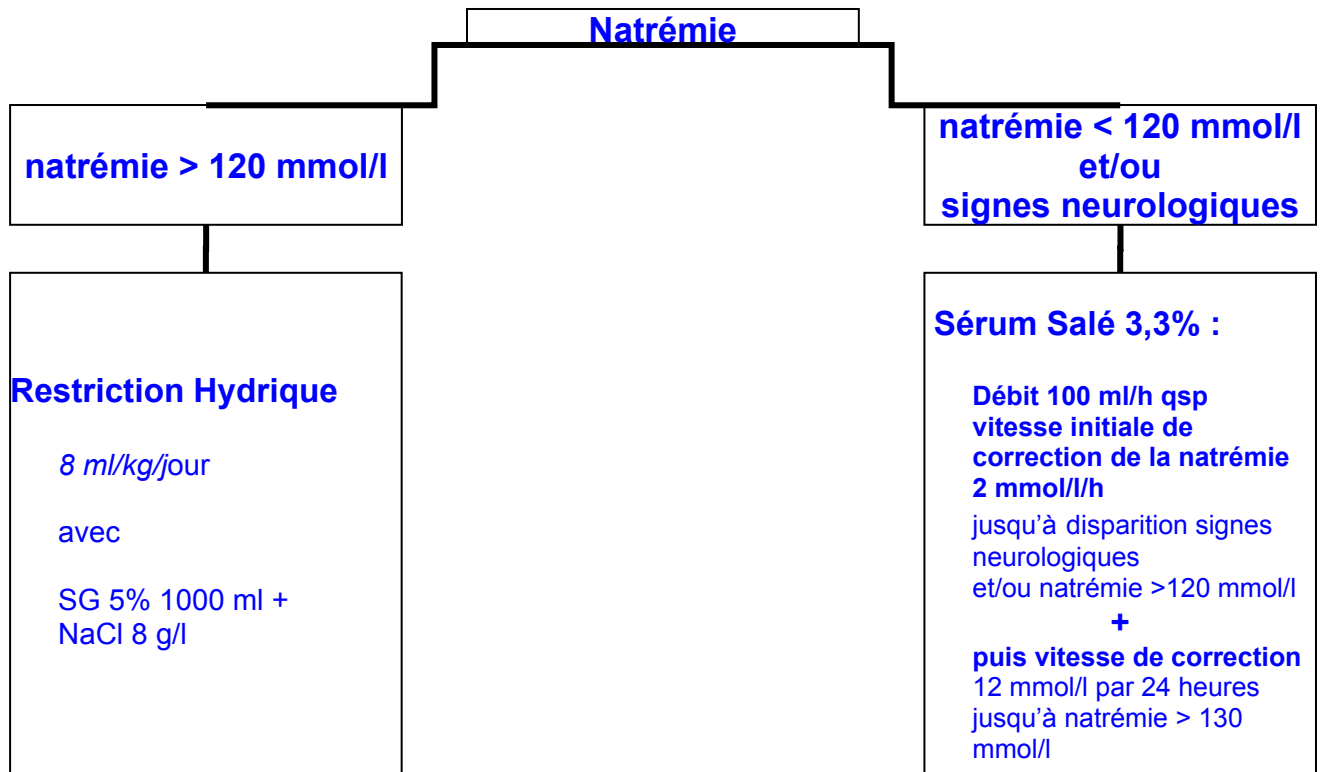 Natrémie
natrémie > 120 mmol/l
natrémie < 120 mmol/l
et/ou
signes neurologiques
Restriction Hydrique
8 ml/kg/jour
avec
SG 5% 1000 ml +
NaCl 8 g/l
Sérum Salé 3,3% :
Débit 100 ml/h qsp
vitesse initiale de
correction de la natrémie
2 mmol/l/h
jusqu’à disparition signes
neurologiques
et/ou natrémie >120 mmol/l
+
puis vitesse de correction
12 mmol/l par 24 heures
jusqu’à natrémie > 130
mmol/l